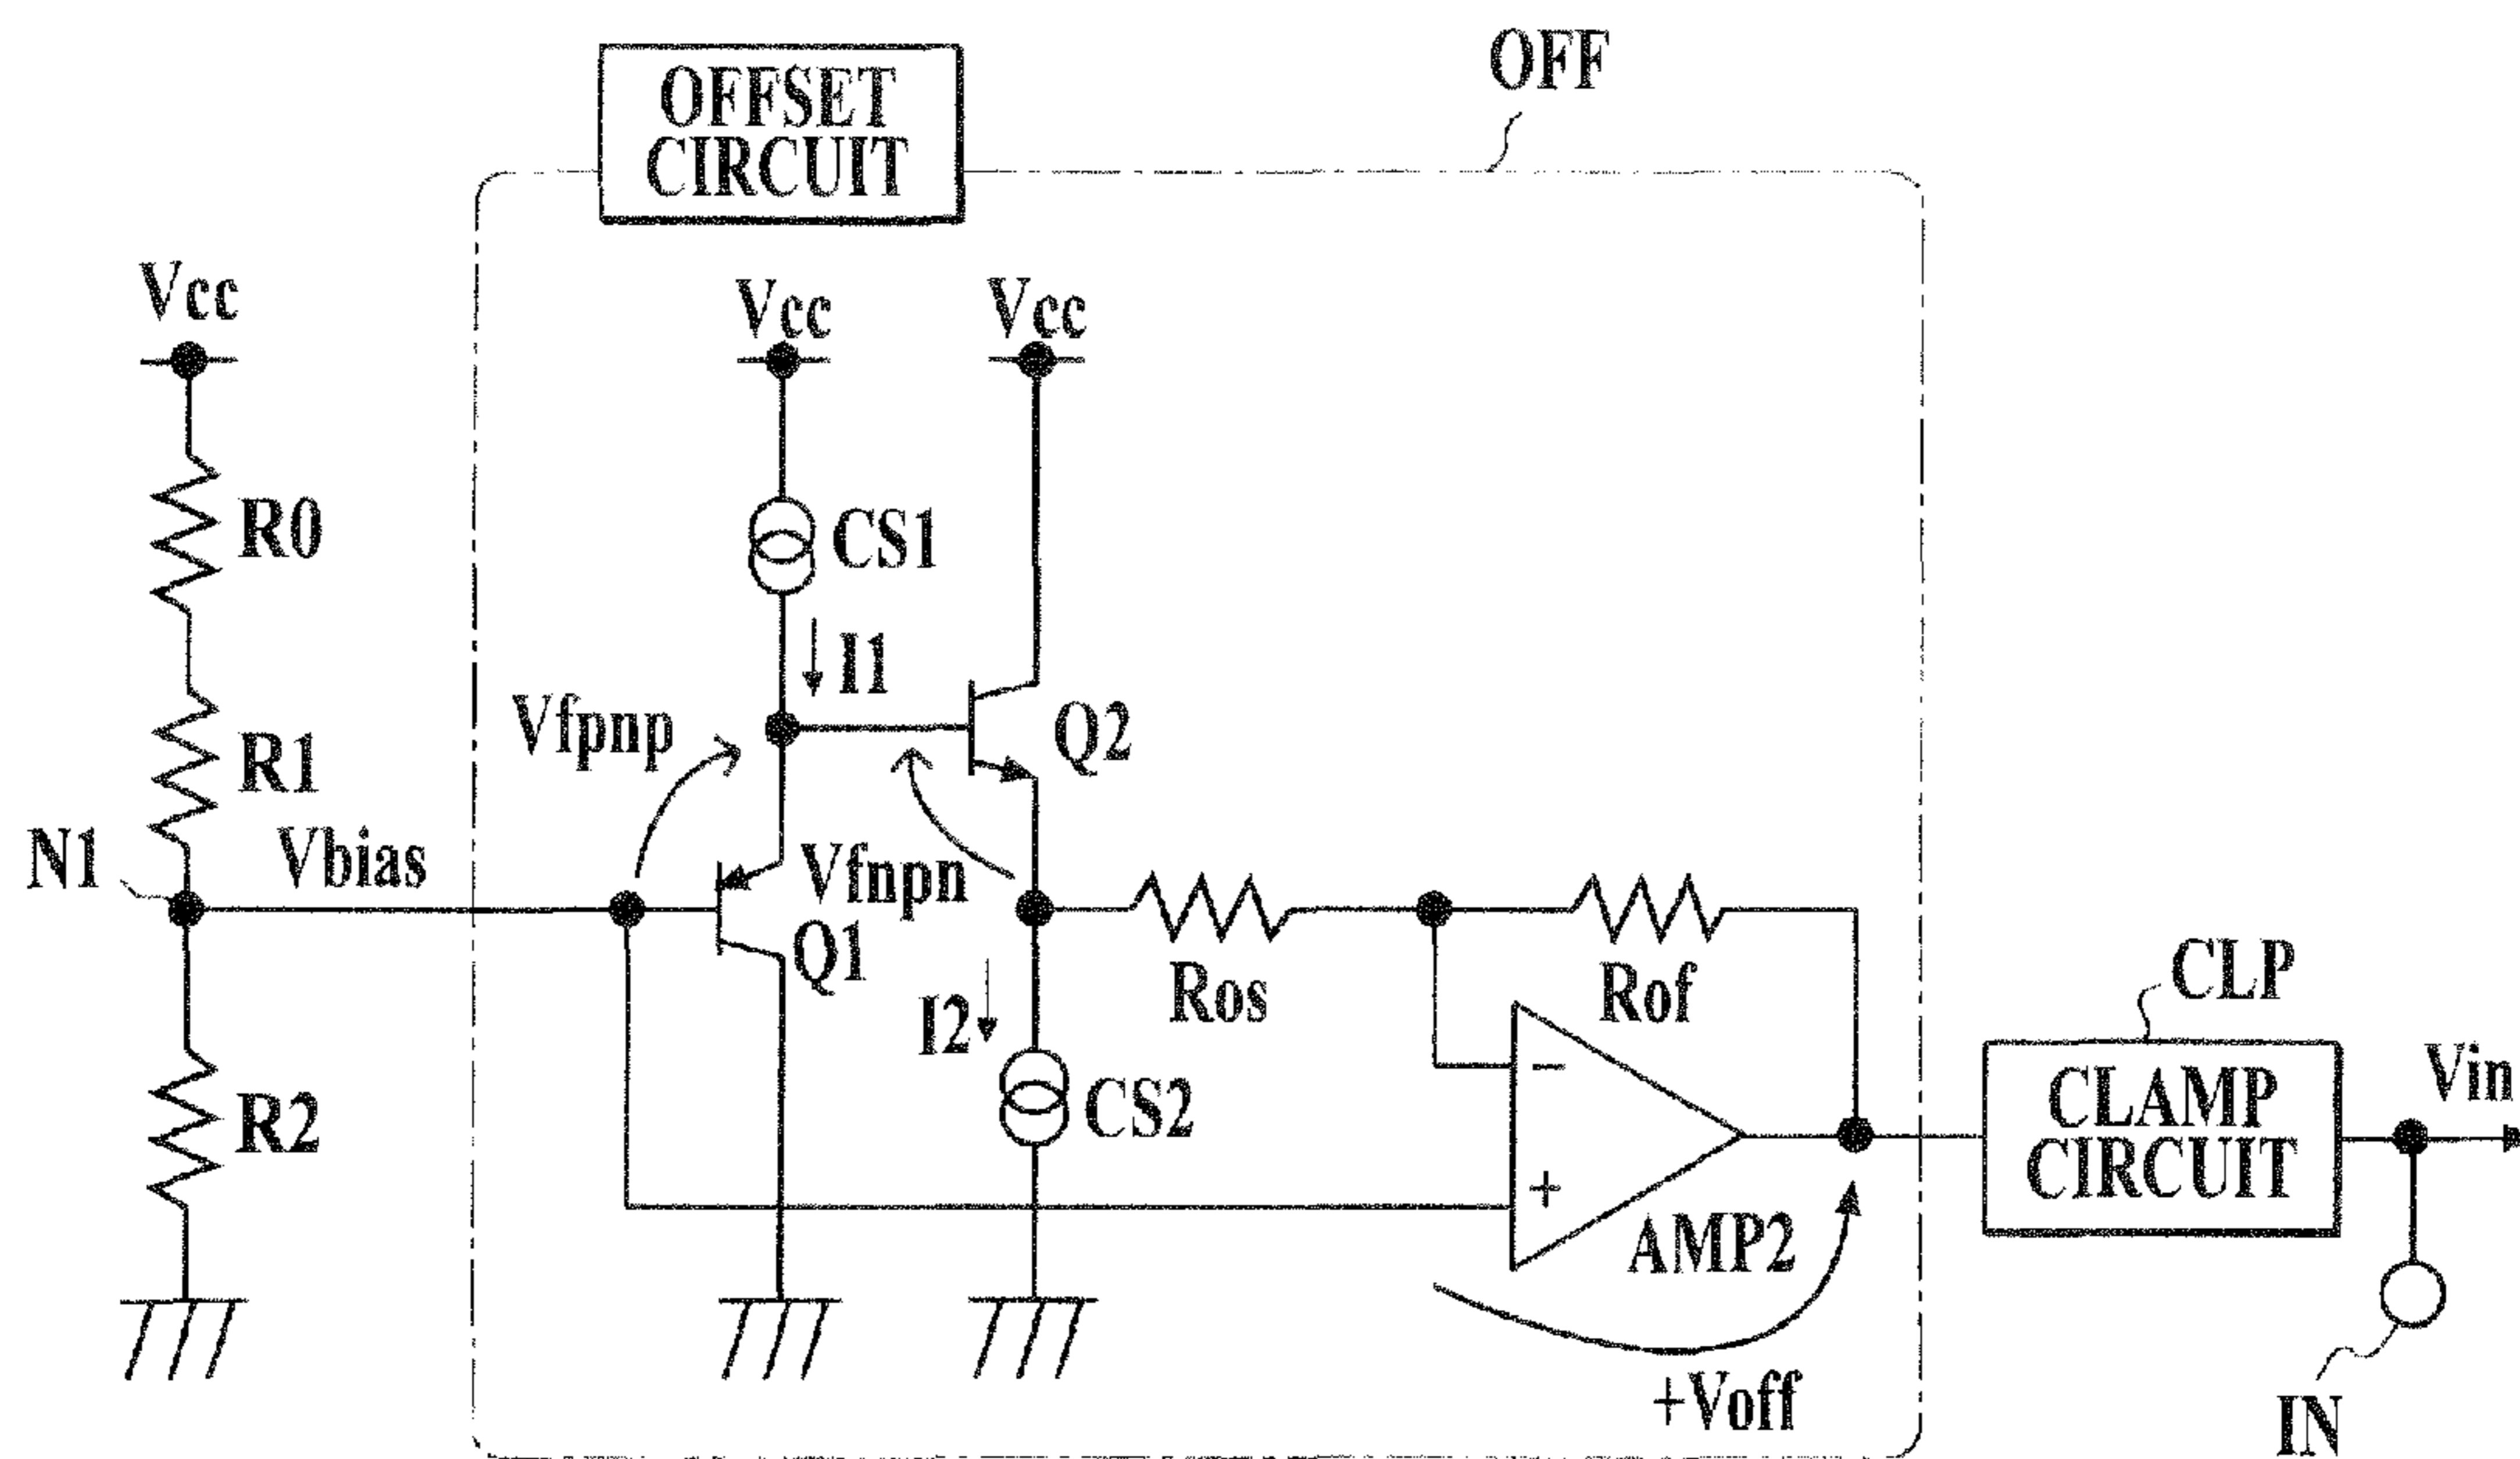 OFF
OFFSET
CIRCUIT
Vcc
Vcc
Vcc
R0
CS1
I1
Vfpnp
Q2
R1
N1
Vbias
Vfnpn
Q1
Ros
Rof
I2
CS2
R2
−
+
AMP2
+Voff
CLP
CLAMP
CIRCUIT
Vin
IN